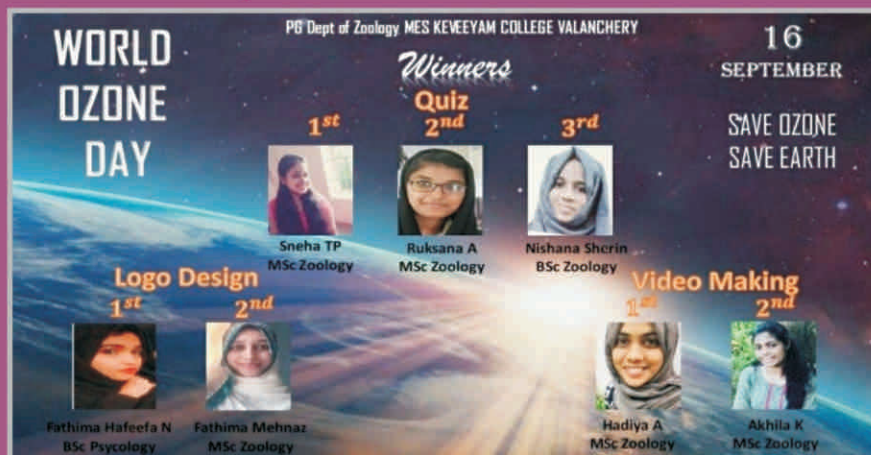 WORLD
OZONE
DAY
PG Dept of Zoology MES KEVEEYAM COLLEGE VALANCHERY
Winners
16
SEPTEMBER
SAVE OZONE
SAVE EARTH
Quiz
1st 2nd 3rd
Sneha TP Ruksana A Nishana Sherin
MSc Zoology MSc Zoology BSc Zoology
Logo Design
1st 2nd
Fathima Hafeefa N Fathima Mehnaz
BSc Psycology MSc Zoology
Video Making
1st 2nd
Hadiya A Akhila K
MSc Zoology MSc Zoology